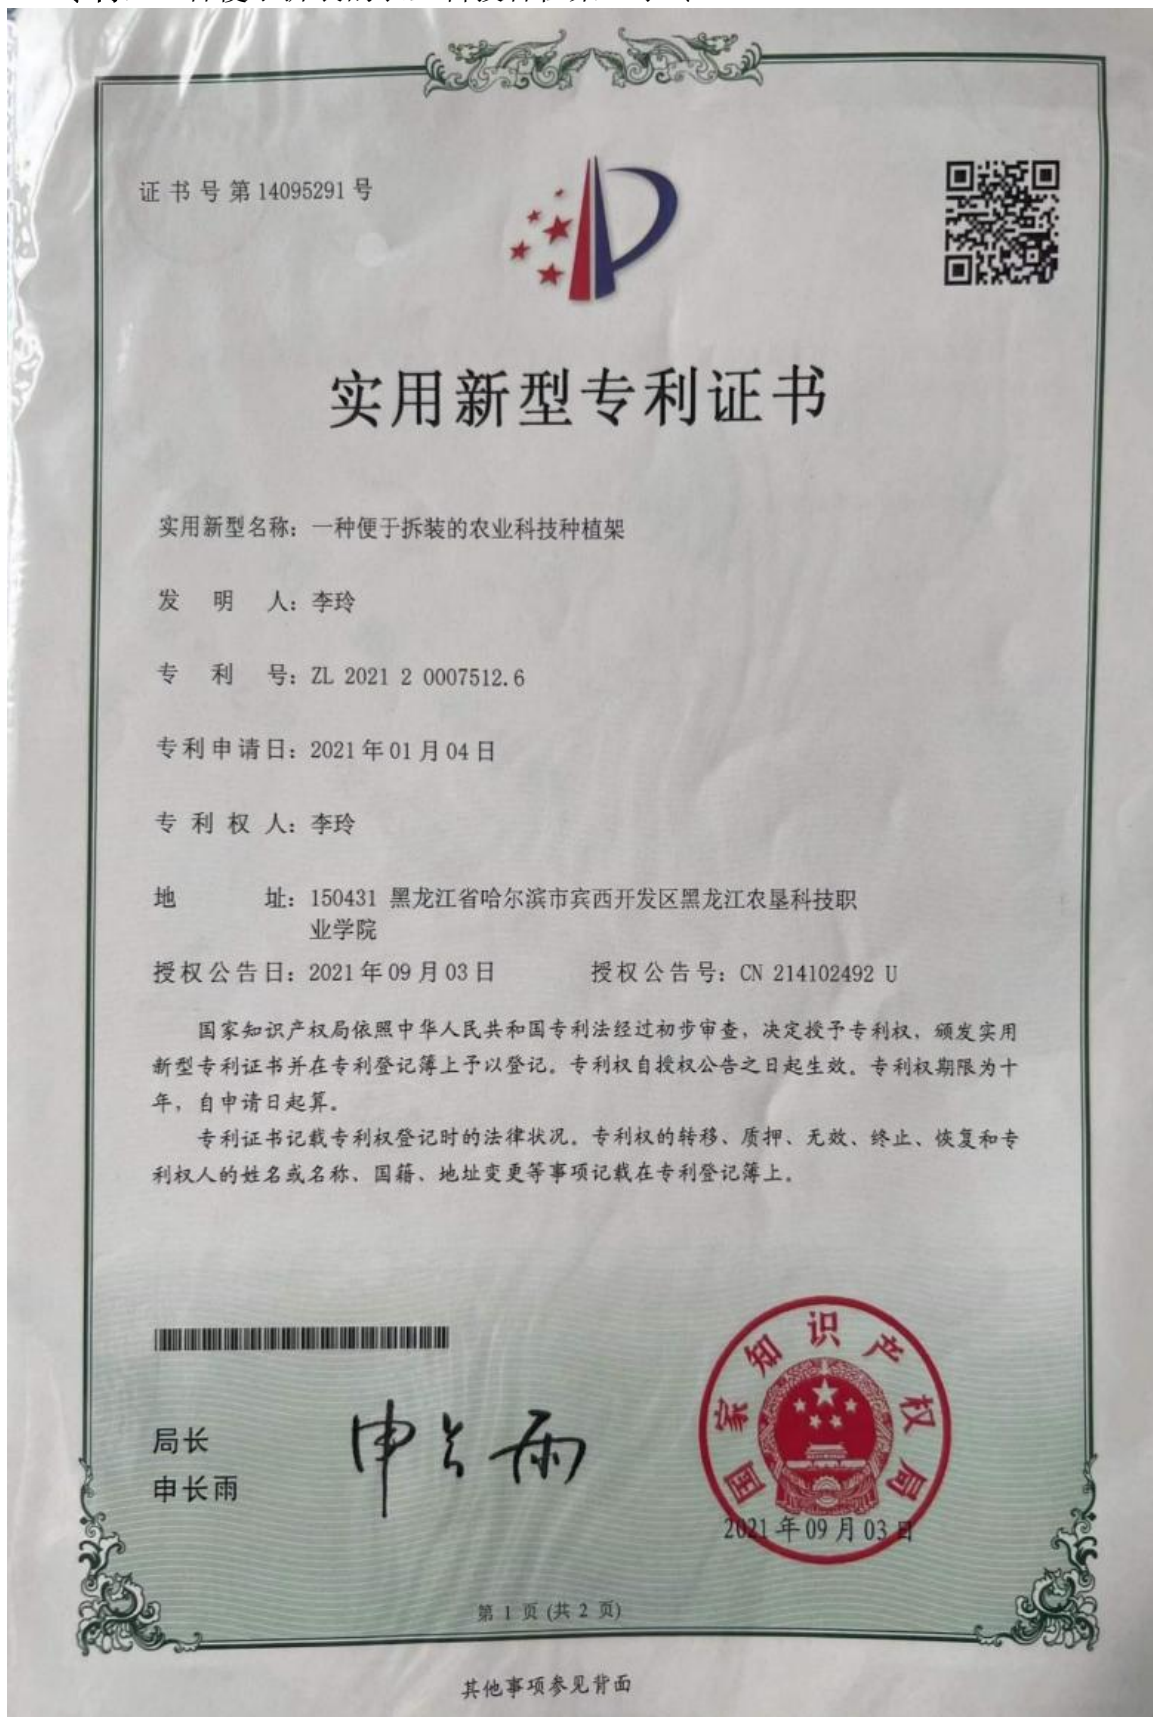 证书号第14095291号
实用新型专利证书
实用新型名称：一种便于拆装的农业科技种植架
发明人：李玲
专利号：ZL 2021 2 0007512.6
专利申请日：2021年01月04日
专利权人：李玲
地址：150431 黑龙江省哈尔滨市宾西开发区黑龙江农垦科技职
业学院
授权公告日：2021年09月03日 授权公告号：CN 214102492 U
国家知识产权局依照中华人民共和国专利法经过初步审查，决定授予专利权，颁发实用
新型专利证书并在专利登记簿上予以登记。专利权自授权公告之日起生效。专利权期限为十
年，自申请日起算。
专利证书记载专利权登记时的法律状况。专利权的转移、质押、无效、终止、恢复和专
利权人的姓名或名称、国籍、地址变更等事项记载在专利登记簿上。
局长
申长雨
申长雨
国家知识产权局
2021年09月03日
第 1 页 (共 2 页)
其他事项参见背面